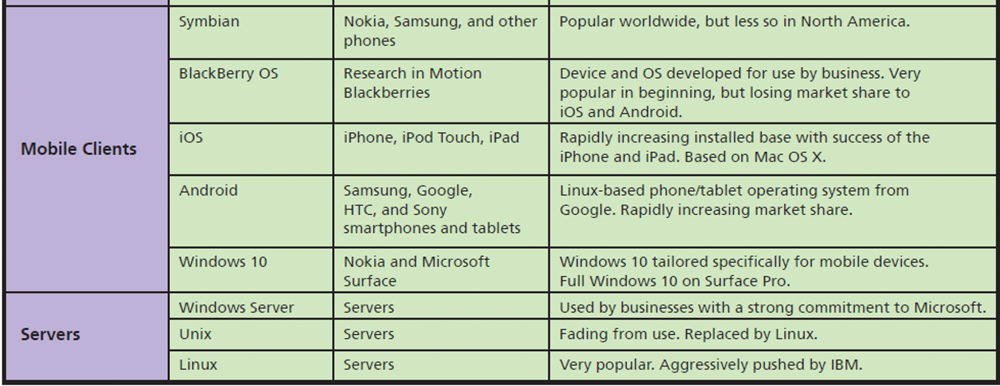 Mobile Clients
Symbian
Nokia, Samsung, and other
phones
Popular worldwide, but less so in North America.
BlackBerry OS
Research in Motion
Blackberries
Device and OS developed for use by business. Very
popular in beginning, but losing market share to
iOS and Android.
iOS
iPhone, iPod Touch, iPad
Rapidly increasing installed base with success of the
iPhone and iPad. Based on Mac OS X.
Android
Samsung, Google,
HTC, and Sony
smartphones and tablets
Linux-based phone/tablet operating system from
Google. Rapidly increasing market share.
Windows 10
Nokia and Microsoft
Surface
Windows 10 tailored specifically for mobile devices.
Full Windows 10 on Surface Pro.
Servers
Windows Server
Servers
Used by businesses with a strong commitment to Microsoft.
Unix
Servers
Fading from use. Replaced by Linux.
Linux
Servers
Very popular. Aggressively pushed by IBM.